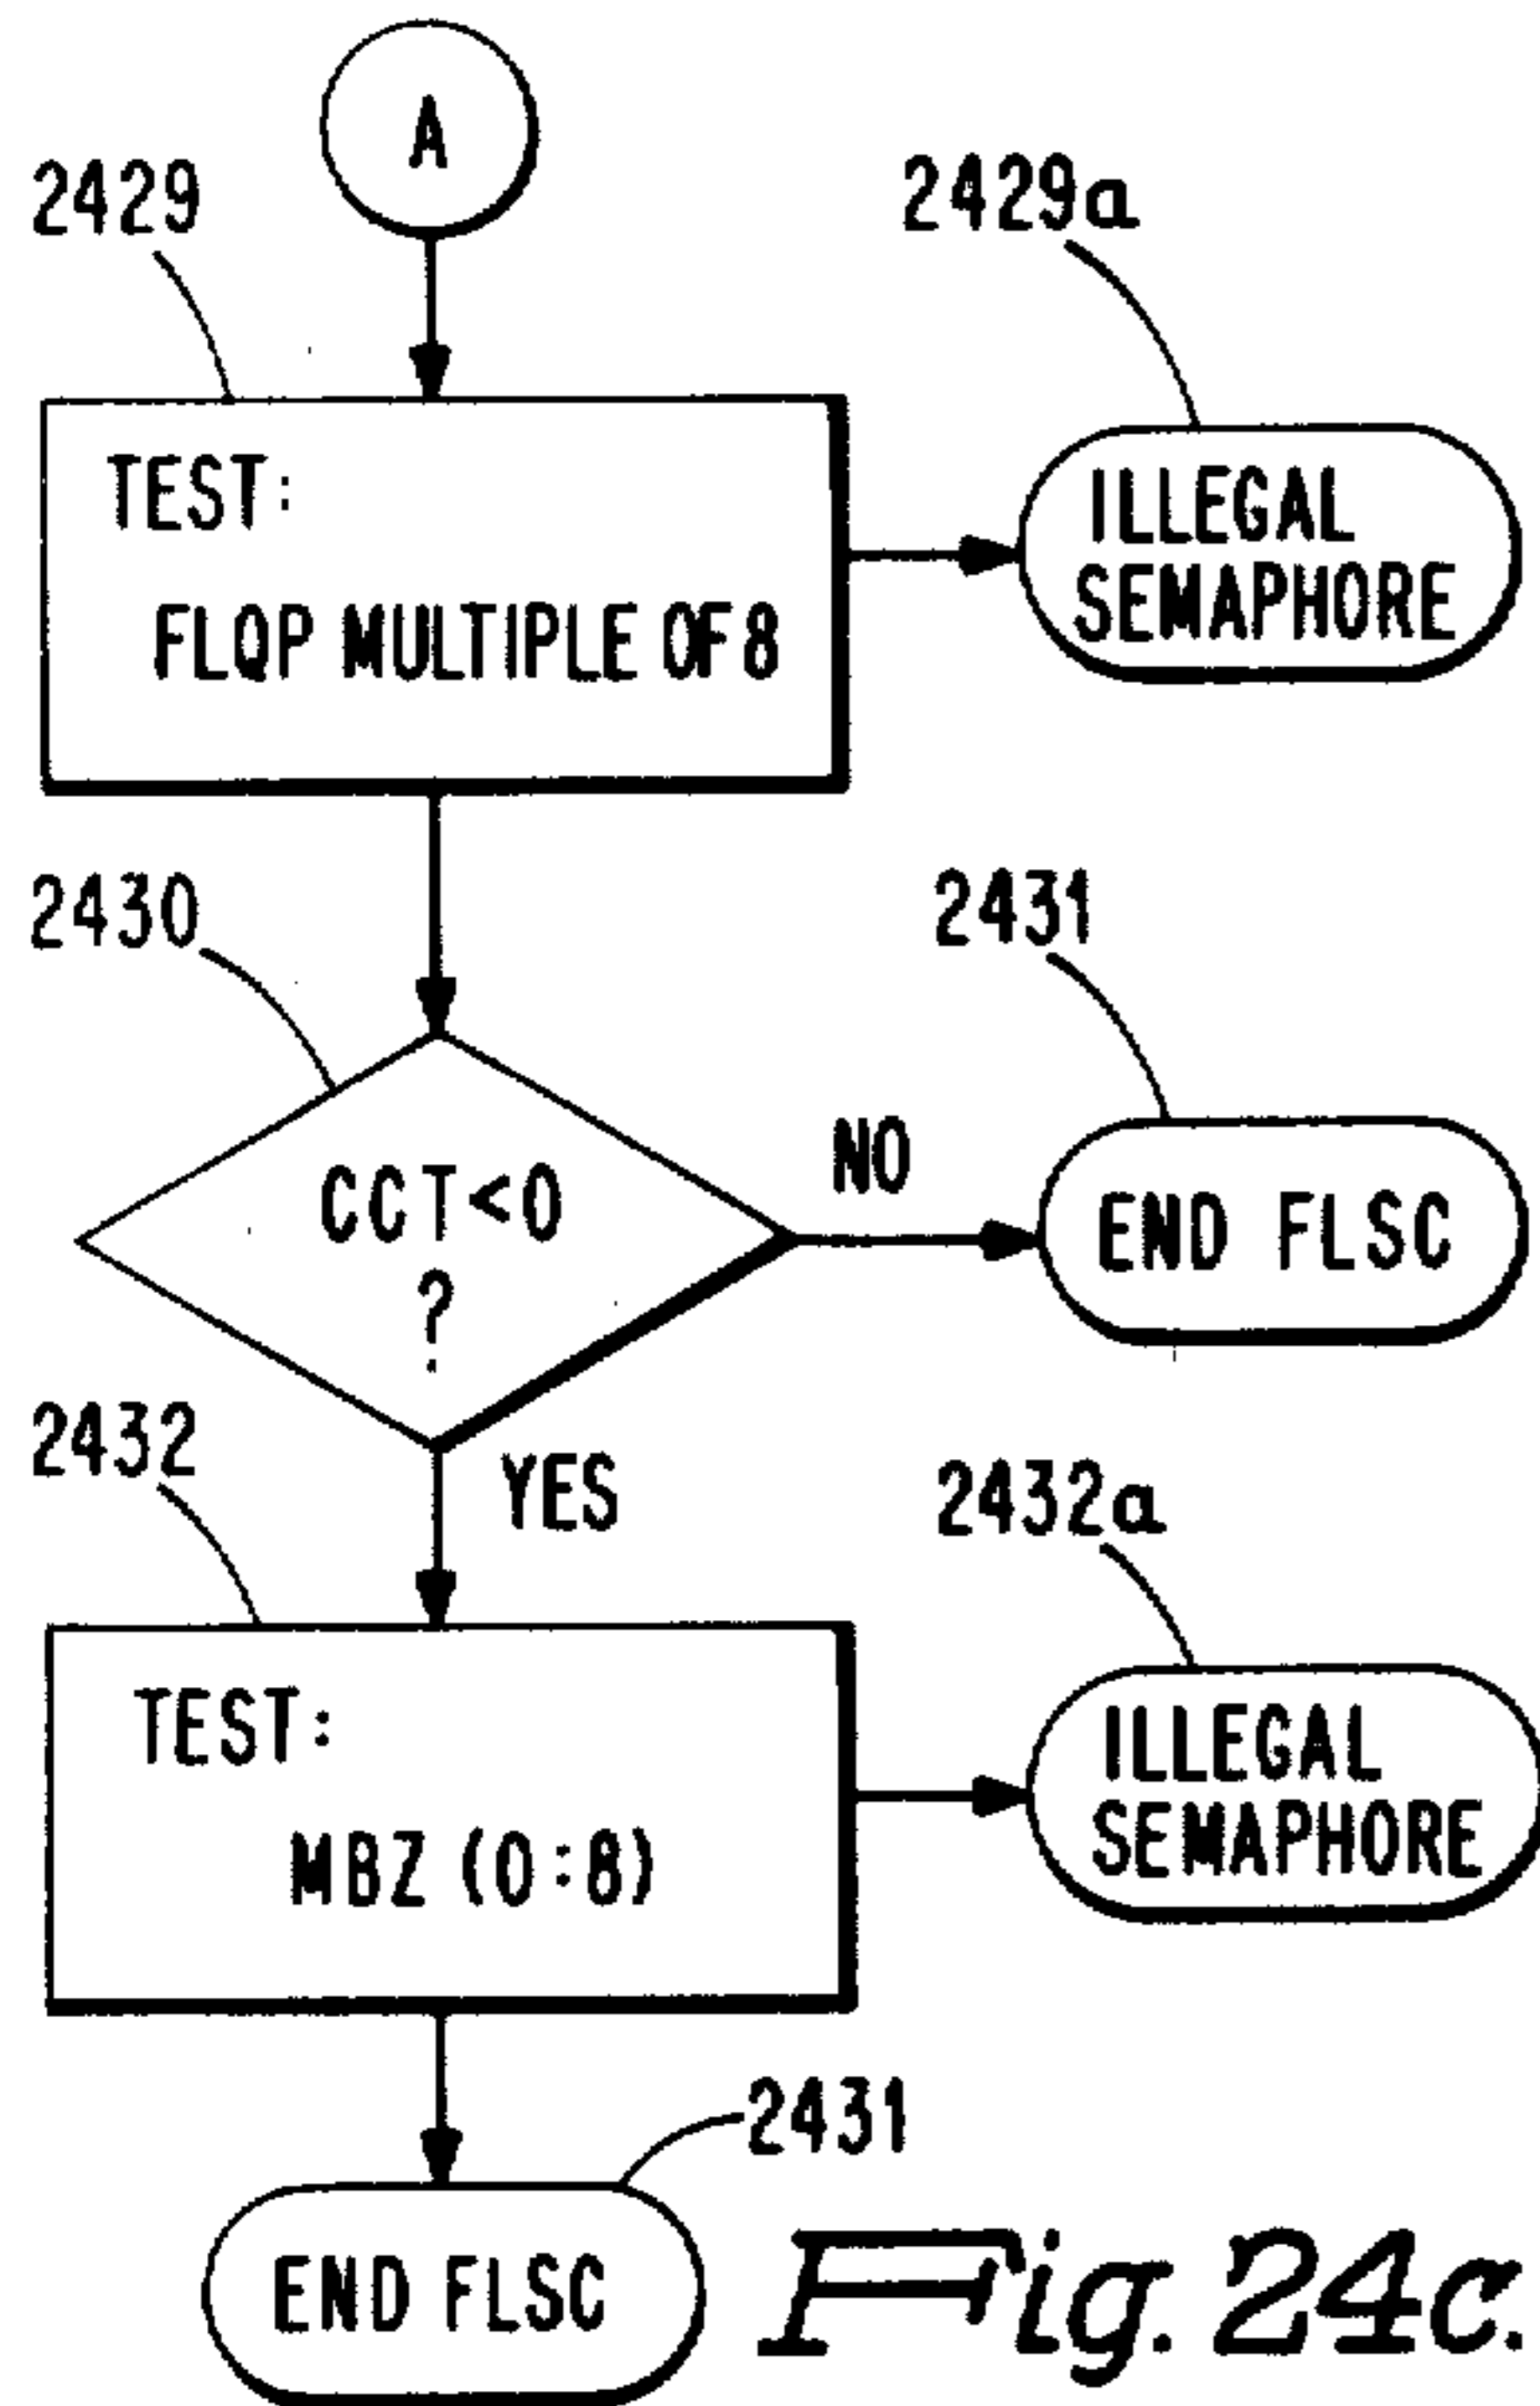 A
2429
2429a
TEST:
FLQP MULTIPLE OF 8
ILLEGAL
SEMAPHORE
2430
2431
CCT<0
?
NO
END FLSC
YES
2432
2432a
TEST:
MBZ (0:8)
ILLEGAL
SEMAPHORE
2431
END FLSC
Fig. 24c.